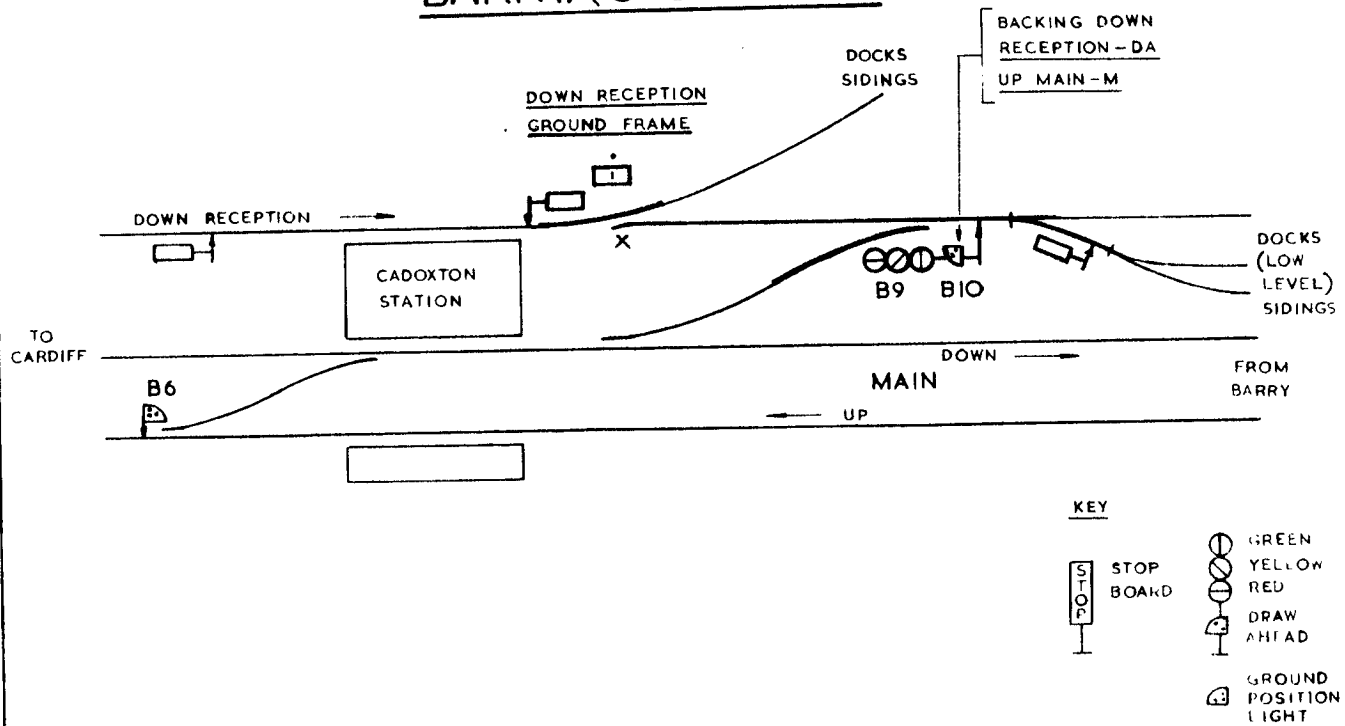 BACKING DOWN
RECEPTION-DA
UP MAIN-M
DOCKS
SIDINGS
DOWN RECEPTION
GROUND FRAME
DOWN RECEPTION
X
CADOXTON
STATION
B9
B10
DOCKS
(LOW
LEVEL)
SIDINGS
TO
CARDIFF
DOWN
MAIN
FROM
BARRY
B6
UP
KEY
STOP
STOP
BOARD
GREEN
YELLOW
RED
DRAW
AHEAD
GROUND
POSITION
LIGHT